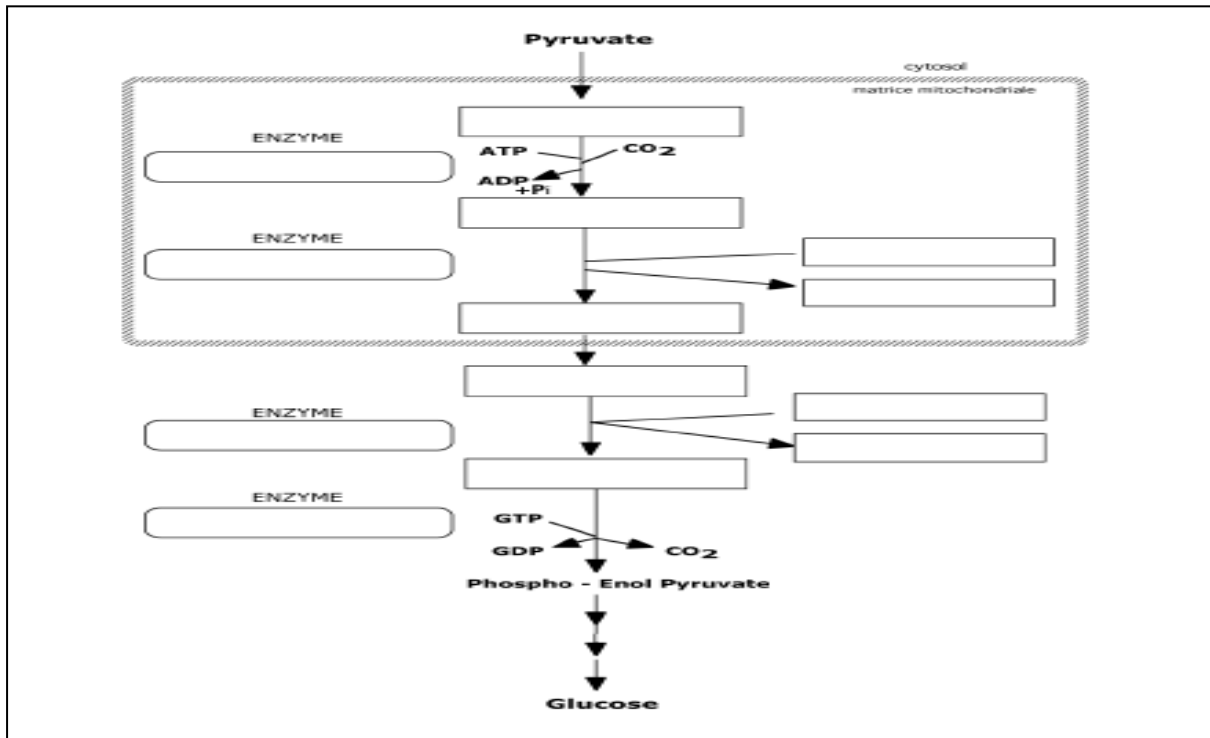 Pyruvate
cytosol
matrice mitochondriale
ENZYME
ATP
CO2
ADP
+Pi
ENZYME
ENZYME
ENZYME
GTP
GDP
CO2
Phospho - Enol Pyruvate
Glucose